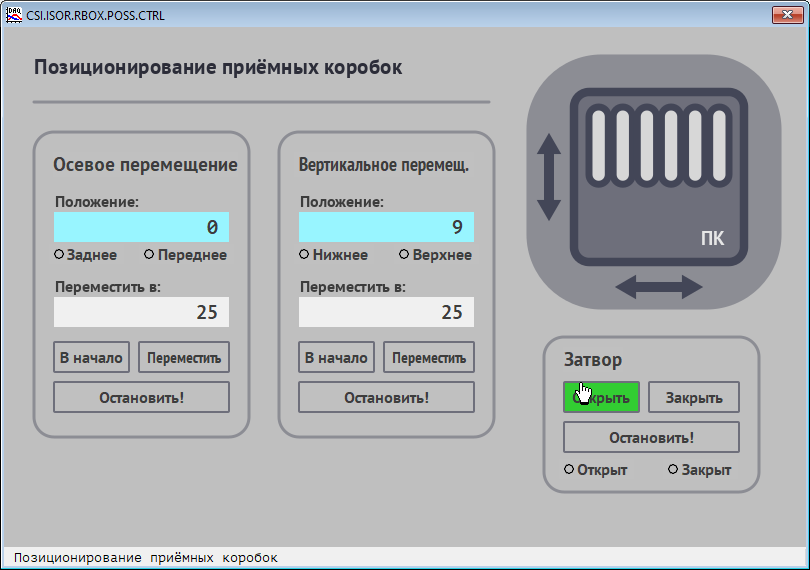 CSI.ISOR.RBOX.POSS.CTRL
Позиционирование приёмных коробок
Осевое перемещение
Положение:
0
Заднее Переднее
Переместить в:
25
В начало Переместить
Остановить!
Вертикальное перемещ.
Положение:
9
Нижнее Верхнее
Переместить в:
25
В начало Переместить
Остановить!
ПК
Затвор
Закрыть
Остановить!
Открыт Закрыт
Позиционирование приёмных коробок